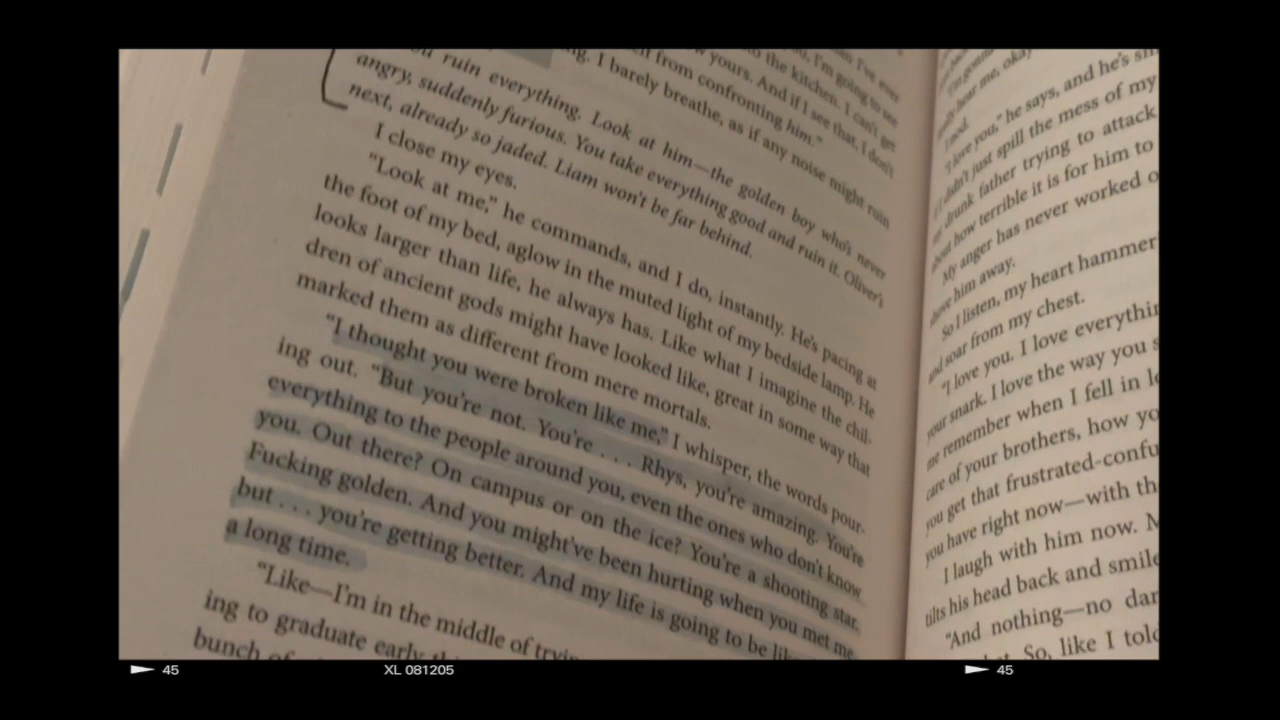 ing. I barely breathe, as if any noise might ruin
ruin everything. Look at him—the golden boy who's never
angry, suddenly furious. You take everything good and ruin it. Oliver's
next, already so jaded. Liam won't be far behind.
I close my eyes.
"Look at me," he commands, and I do, instantly. He's pacing at
the foot of my bed, aglow in the muted light of my bedside lamp. He
looks larger than life, he always has. Like what I imagine the chil-
dren of ancient gods might have looked like, great in some way that
marked them as different from mere mortals.
"I thought you were broken like me," I whisper, the words pour-
ing out. "But you're not. You're . . . Rhys, you're amazing. You're
everything to the people around you, even the ones who don't know
you. Out there? On campus or on the ice? You're a shooting star.
Fucking golden. And you might've been hurting when you met me,
but . . . you're getting better. And my life is going to be like
a long time.
"Like—I'm in the middle of tryin
ing to graduate early
bunch of
"I love you," he says, and he's
I didn't just spill the mess of my
drunk father trying to attack
about how terrible it is for him to
My anger has never worked
him away.
So I listen, my heart hammer
and soar from my chest.
"I love you. I love everythin
your snark. I love the way you
me remember when I fell in
care of your brothers, how yo
you get that frustrated-confu
you have right now—with th
I laugh with him now.
tilts his head back and smile
"And nothing—no dar
So, like I tol
45 XL 081205 45